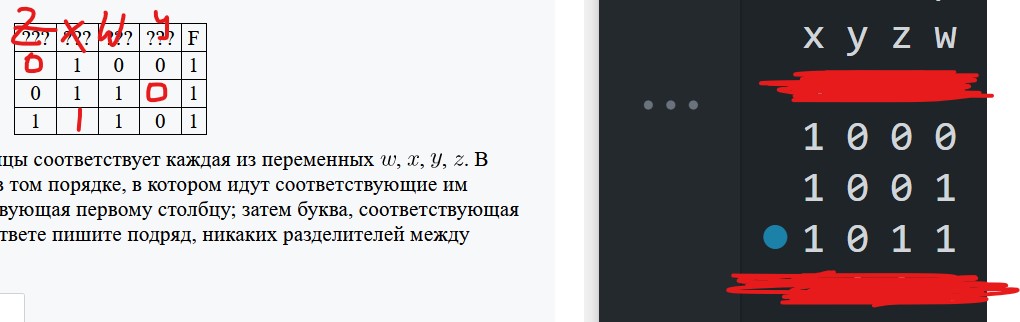 z x w y
??? ??? ??? ??? F
0 1 0 0 1
0 1 1 0 1
1 1 1 0 1
цы соответствует каждая из переменных w, x, y, z. В
в том порядке, в котором идут соответствующие им
вующая первому столбцу; затем буква, соответствующая
твете пишите подряд, никаких разделителей между
x y z w
1 0 0 0
1 0 0 1
1 0 1 1